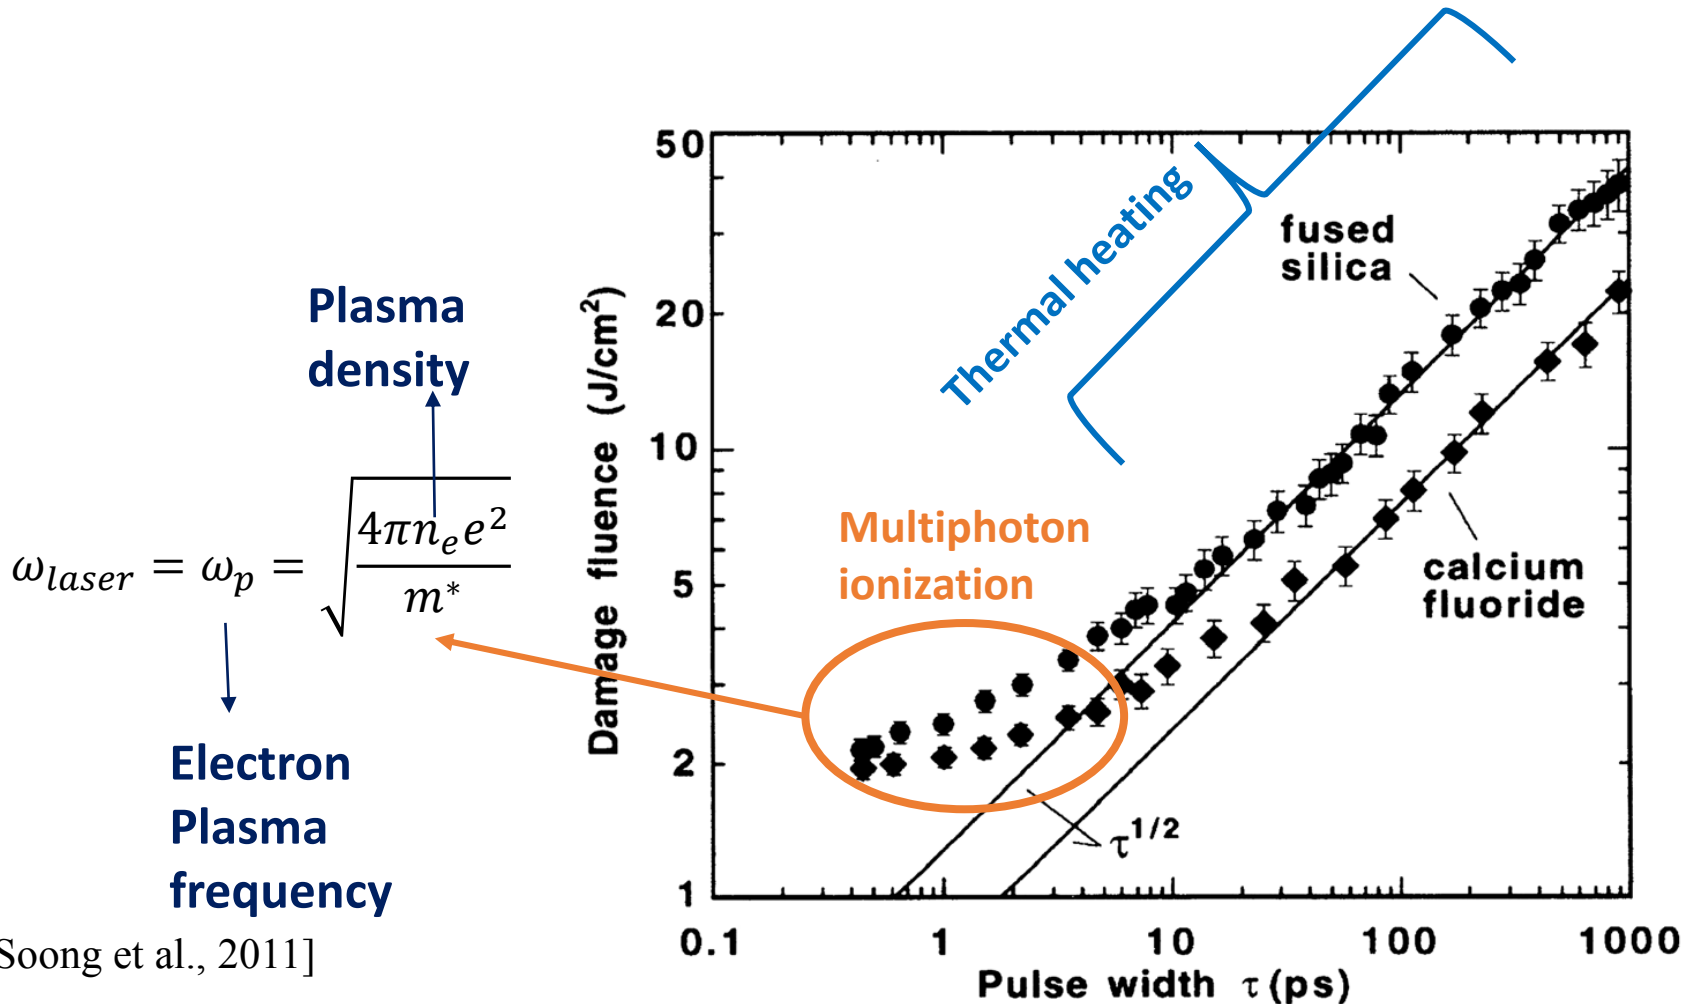 Plasma
density
ω_laser = ω_p = √(4πn_e e² / m*)
Electron
Plasma
frequency
Soong et al., 2011]
Thermal heating
Multiphoton
ionization
fused
silica
calcium
fluoride
τ^1/2
Damage fluence (J/cm²)
50
20
10
5
2
1
0.1 1 10 100 1000
Pulse width τ (ps)